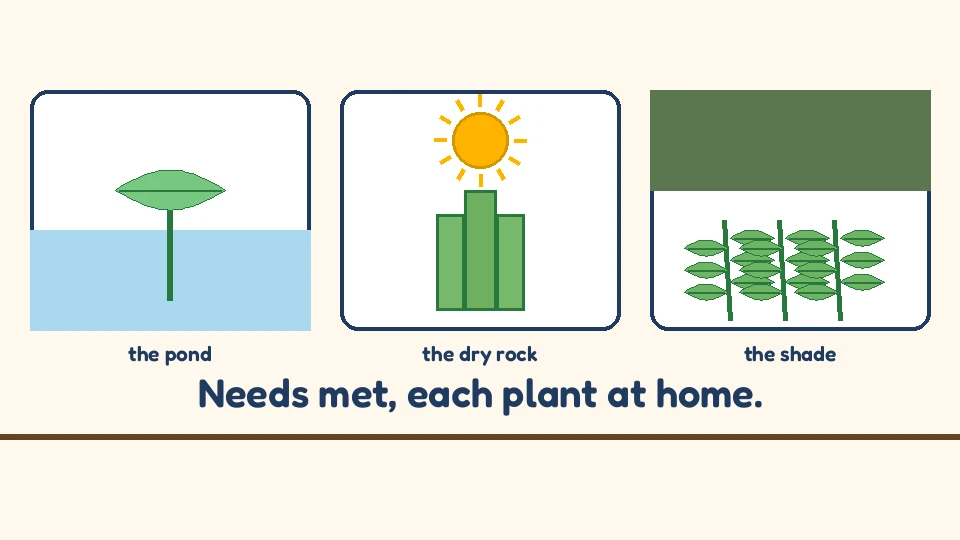 the pond
the dry rock
the shade
Needs met, each plant at home.